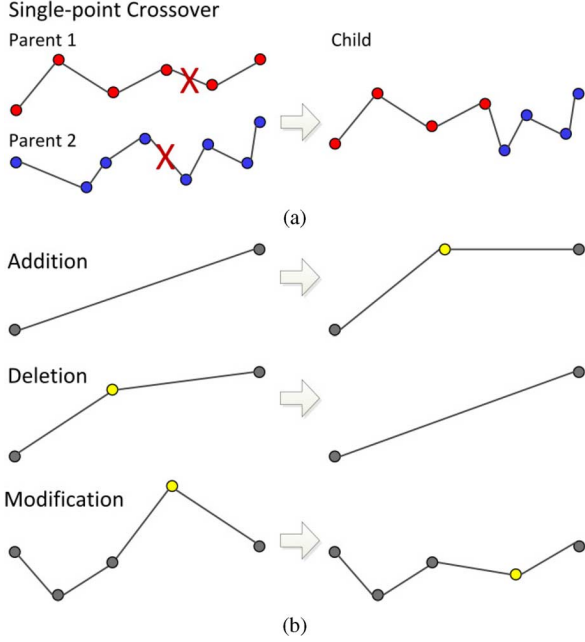 Single-point Crossover
Parent 1
Child
X
Parent 2
X
(a)
Addition
Deletion
Modification
(b)